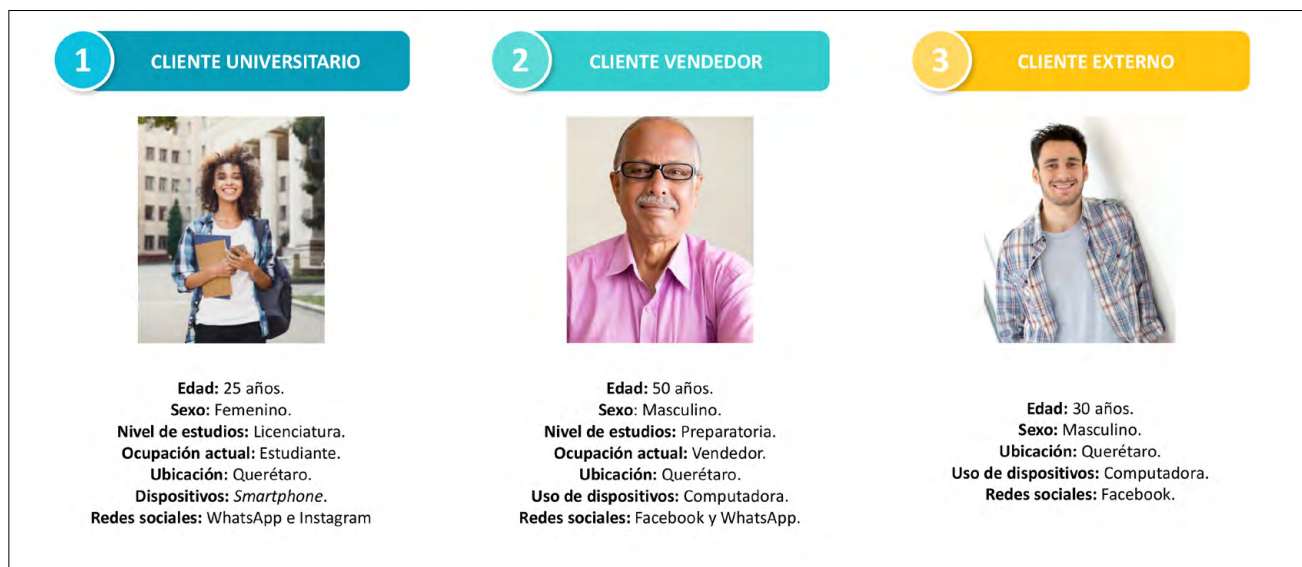 1
CLIENTE UNIVERSITARIO
Edad: 25 años.
Sexo: Femenino.
Nivel de estudios: Licenciatura.
Ocupación actual: Estudiante.
Ubicación: Querétaro.
Dispositivos: Smartphone.
Redes sociales: WhatsApp e Instagram
2
CLIENTE VENDEDOR
Edad: 50 años.
Sexo: Masculino.
Nivel de estudios: Preparatoria.
Ocupación actual: Vendedor.
Ubicación: Querétaro.
Uso de dispositivos: Computadora.
Redes sociales: Facebook y WhatsApp.
3
CLIENTE EXTERNO
Edad: 30 años.
Sexo: Masculino.
Ubicación: Querétaro.
Uso de dispositivos: Computadora.
Redes sociales: Facebook.